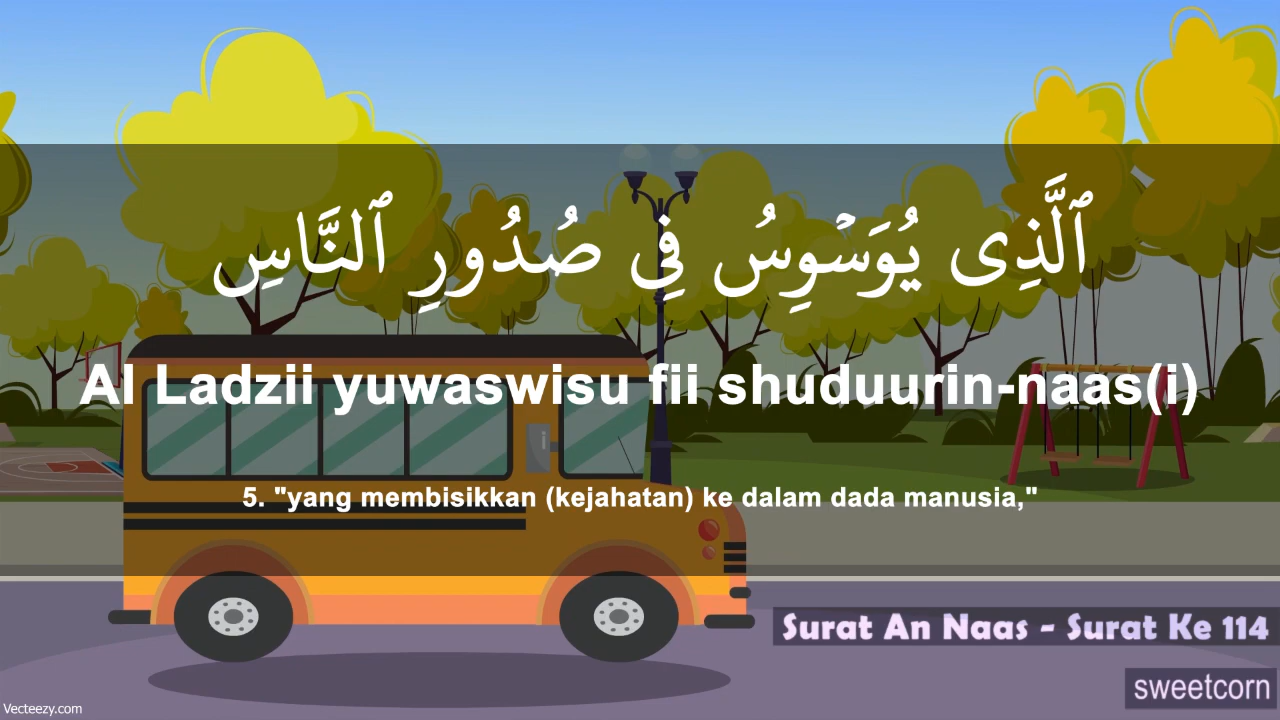 ٱلَّذِى يُوَسْوِسُ فِى صُدُورِ ٱلنَّاسِ
Al Ladzii yuwaswisu fii shuduurin-naas(i)
5. "yang membisikkan (kejahatan) ke dalam dada manusia,"
Surat An Naas - Surat Ke 114
sweetcorn
Vecteezy.com